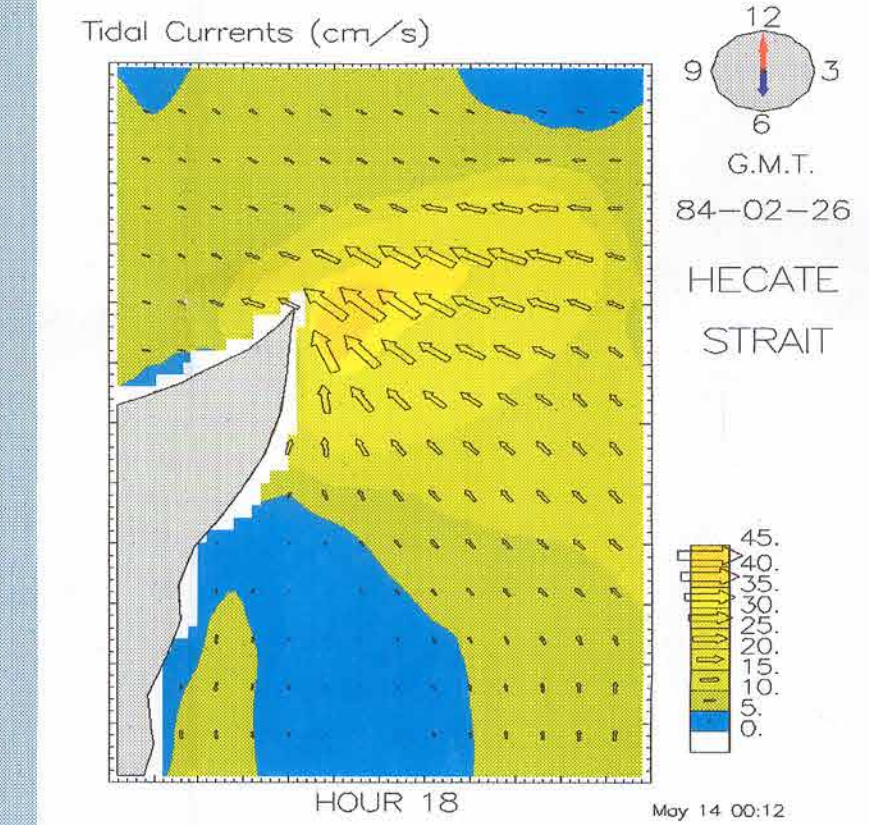 Tidal Currents (cm/s)
12
9
3
6
G.M.T.
84-02-26
HECATE
STRAIT
45.
40.
35.
30.
25.
20.
15.
10.
5.
0.
HOUR 18
May 14 00:12